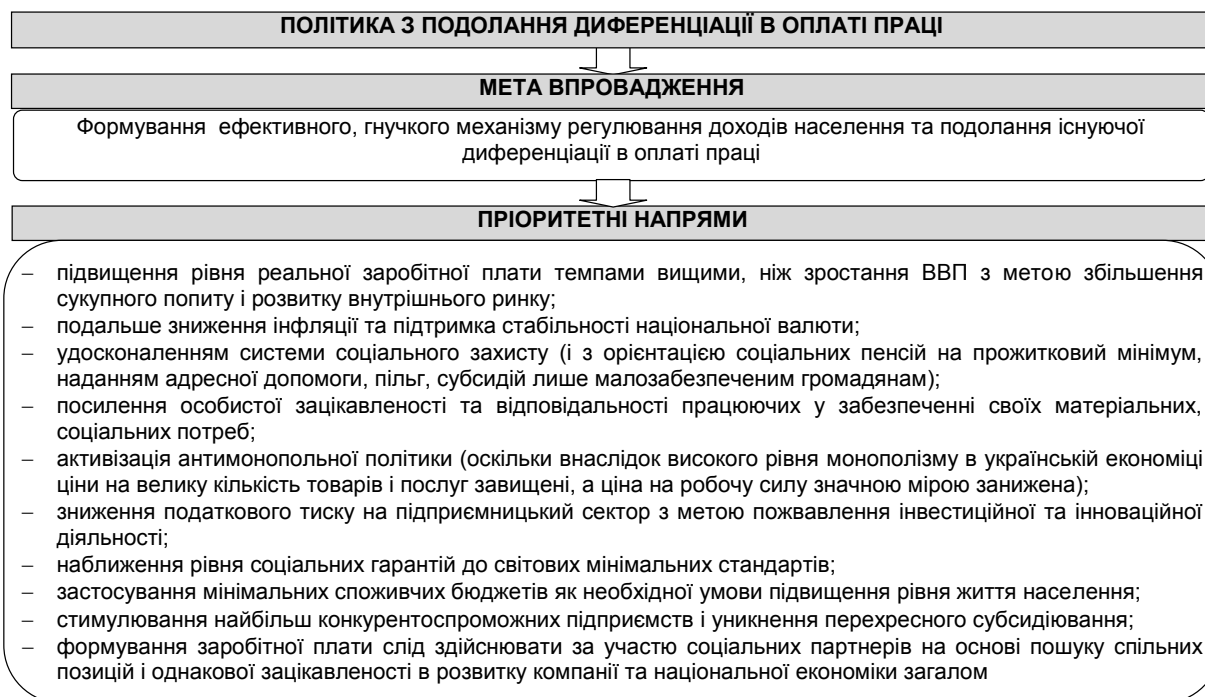 ПОЛІТИКА З ПОДОЛАННЯ ДИФЕРЕНЦІАЦІЇ В ОПЛАТІ ПРАЦІ
МЕТА ВПРОВАДЖЕННЯ
Формування ефективного, гнучкого механізму регулювання доходів населення та подолання існуючої
диференціації в оплаті праці
ПРІОРИТЕТНІ НАПРЯМИ
– підвищення рівня реальної заробітної плати темпами вищими, ніж зростання ВВП з метою збільшення
сукупного попиту і розвитку внутрішнього ринку;
– подальше зниження інфляції та підтримка стабільності національної валюти;
– удосконаленням системи соціального захисту (і з орієнтацією соціальних пенсій на прожитковий мінімум,
наданням адресної допомоги, пільг, субсидій лише малозабезпеченим громадянам);
– посилення особистої зацікавленості та відповідальності працюючих у забезпеченні своїх матеріальних,
соціальних потреб;
– активізація антимонопольної політики (оскільки внаслідок високого рівня монополізму в українській економіці
ціни на велику кількість товарів і послуг завищені, а ціна на робочу силу значною мірою занижена);
– зниження податкового тиску на підприємницький сектор з метою пожвавлення інвестиційної та інноваційної
діяльності;
– наближення рівня соціальних гарантій до світових мінімальних стандартів;
– застосування мінімальних споживчих бюджетів як необхідної умови підвищення рівня життя населення;
– стимулювання найбільш конкурентоспроможних підприємств і уникнення перехресного субсидіювання;
– формування заробітної плати слід здійснювати за участю соціальних партнерів на основі пошуку спільних
позицій і однакової зацікавленості в розвитку компанії та національної економіки загалом